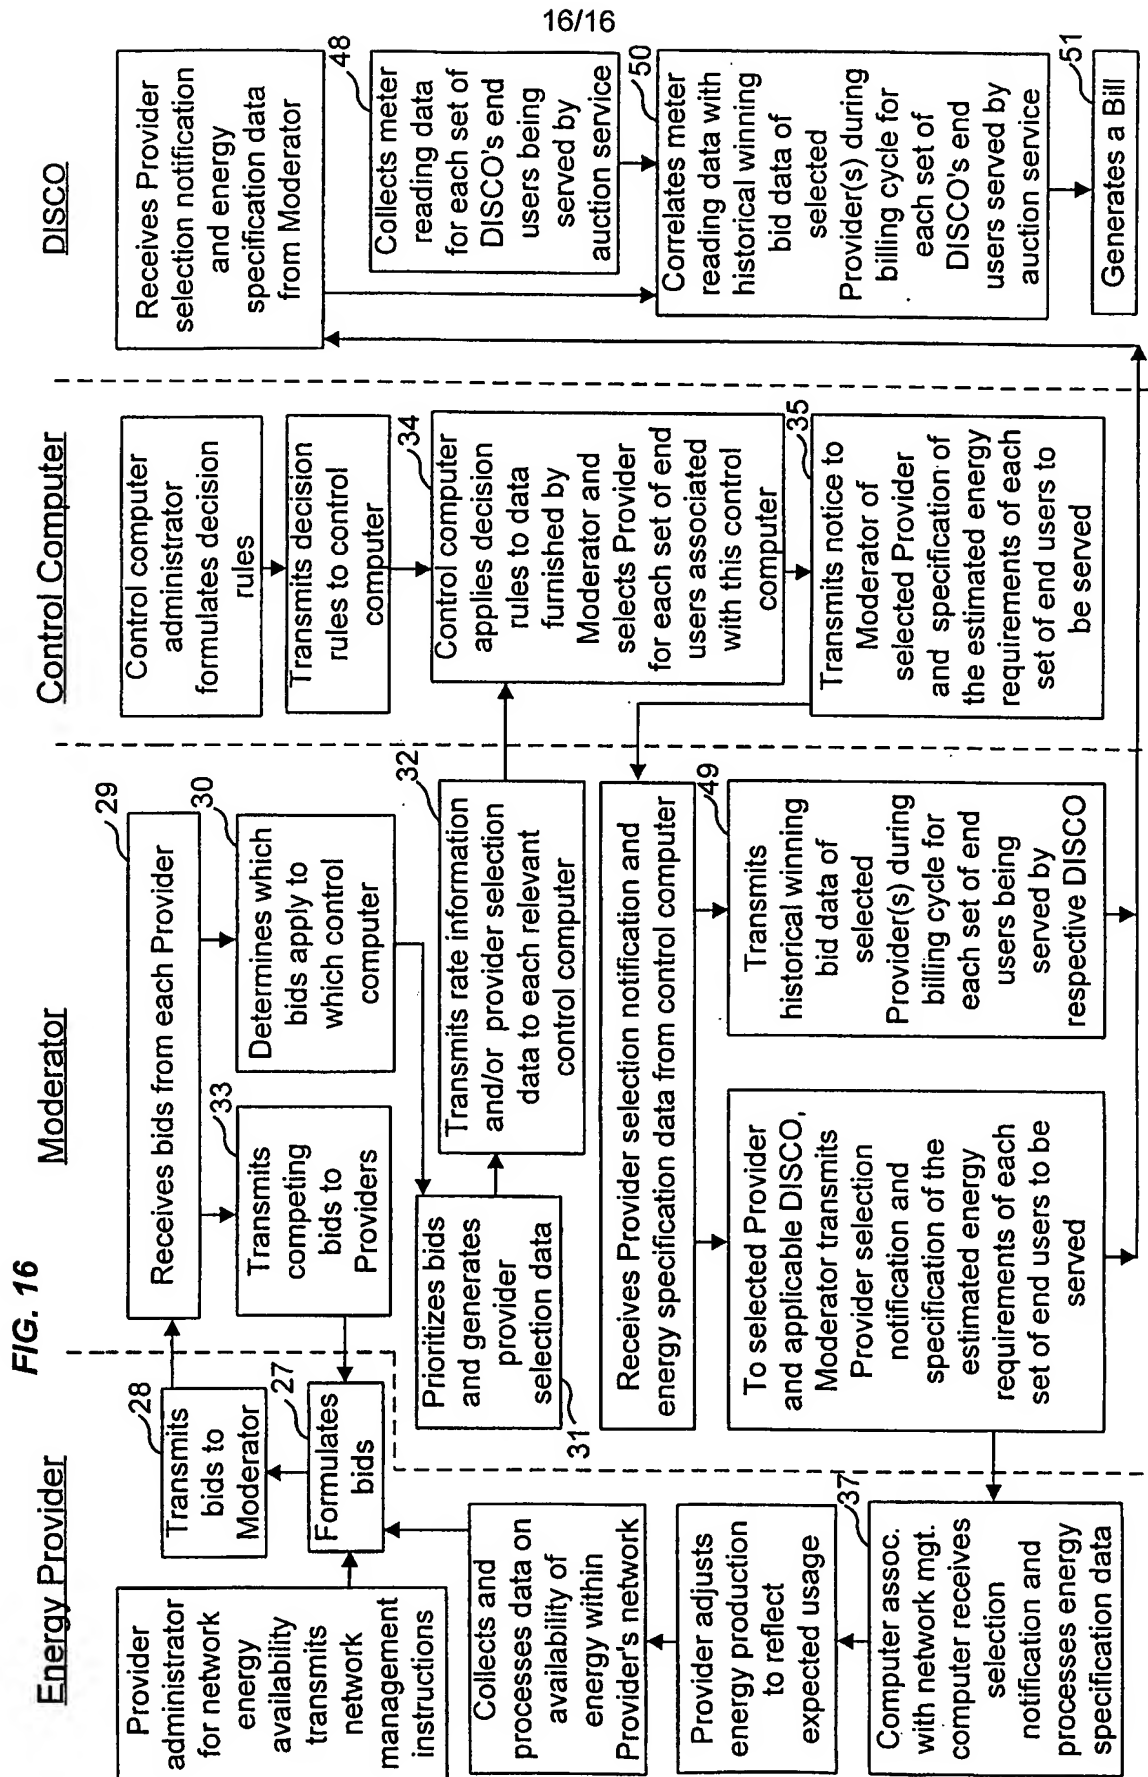 16/16
FIG. 16
Energy Provider
Provider
administrator
for network
energy
availability
transmits
network
management
instructions
28
Transmits
bids to
Moderator
27
Formulates
bids
Collects and
processes data on
availability of
energy within
Provider's network
Provider adjusts
energy production
to reflect
expected usage
37
Computer assoc.
with network mgt.
computer receives
selection
notification and
processes energy
specification data
Moderator
29
Receives bids from each Provider
33
Transmits
competing
bids to
Providers
30
Determines which
bids apply to
which control
computer
Prioritizes bids
and generates
provider
selection data
31
32
Transmits rate information
and/or provider selection
data to each relevant
control computer
Receives Provider selection notification and
energy specification data from control computer
To selected Provider
and applicable DISCO,
Moderator transmits
Provider selection
notification and
specification of the
estimated energy
requirements of each
set of end users to be
served
49
Transmits
historical winning
bid data of
selected
Provider(s) during
billing cycle for
each set of end
users being
served by
respective DISCO
Control Computer
Control computer
administrator
formulates decision
rules
Transmits decision
rules to control
computer
34
Control computer
applies decision
rules to data
furnished by
Moderator and
selects Provider
for each set of end
users associated
with this control
computer
35
Transmits notice to
Moderator of
selected Provider
and specification of
the estimated energy
requirements of each
set of end users to
be served
DISCO
Receives Provider
selection notification
and energy
specification data
from Moderator
48
Collects meter
reading data
for each set of
DISCO's end
users being
served by
auction service
50
Correlates meter
reading data with
historical winning
bid data of
selected
Provider(s) during
billing cycle for
each set of
DISCO's end
users served by
auction service
51
Generates a Bill